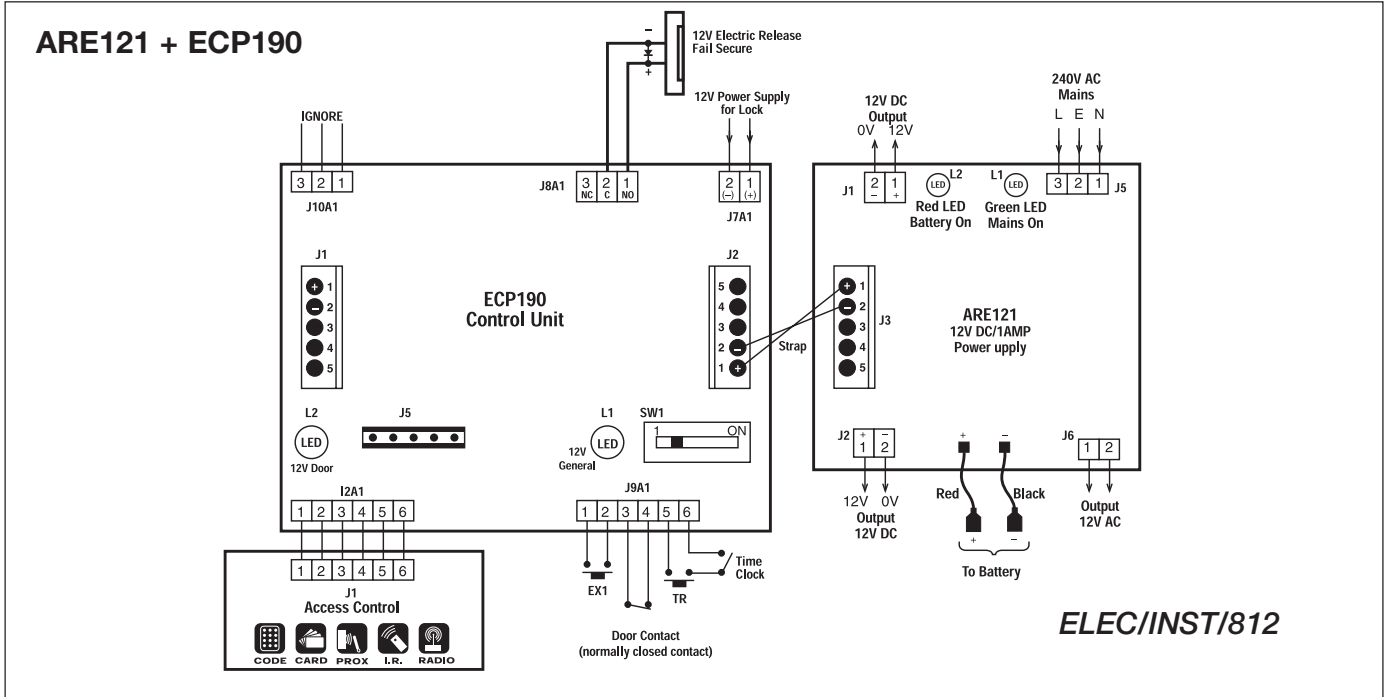 ARE121 + ECP190
–
+
12V Electric Release
Fail Secure
IGNORE
3 2 1
J10A1
J8A1
3 2 1
NC C NO
12V Power Supply
for Lock
2 1
(–) (+)
J7A1
J1
+ 1
– 2
3
4
5
ECP190
Control Unit
J2
5
4
3
2 –
1 +
Strap
L2
LED
12V Door
J5
L1
LED
12V
General
SW1
1 ON
I2A1
1 2 3 4 5 6
J9A1
1 2 3 4 5 6
1 2 3 4 5 6
J1
Access Control
CODE CARD PROX I.R. RADIO
EX1
TR
Time
Clock
Door Contact
(normally closed contact)
12V DC
Output
0V 12V
J1
2 1
– +
LED
L2
Red LED
Battery On
L1
LED
Green LED
Mains On
240V AC
Mains
L E N
3 2 1
J5
+ 1
– 2
3
4
5
J3
ARE121
12V DC/1AMP
Power upply
J2
+ –
1 2
12V 0V
Output
12V DC
+ –
Red Black
+ –
To Battery
J6
1 2
Output
12V AC
ELEC/INST/812